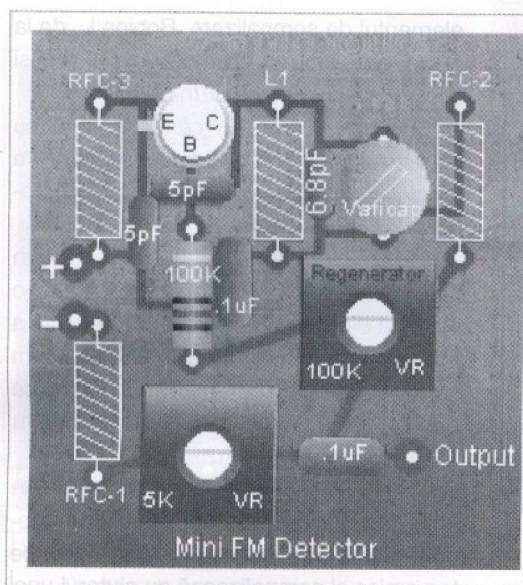 RFC-3
L1
RFC-2
E C
B
5pF
6.8pF
Vaficap
5pF
+
100K
Regenerator
-
.1uF
100K VR
.1uF
Output
RFC-1
5K VR
Mini FM Detector